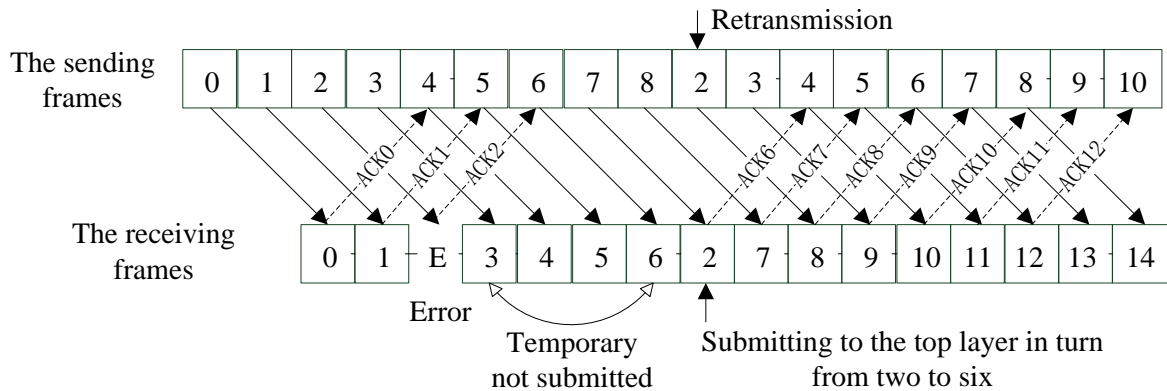 Retransmission
The sending
frames
0 1 2 3 4 5 6 7 8 2 3 4 5 6 7 8 9 10
ACK0 ACK1 ACK2 ACK6 ACK7 ACK8 ACK9 ACK10 ACK11 ACK12
The receiving
frames
0 1 E 3 4 5 6 2 7 8 9 10 11 12 13 14
Error
Temporary
not submitted
Submitting to the top layer in turn
from two to six